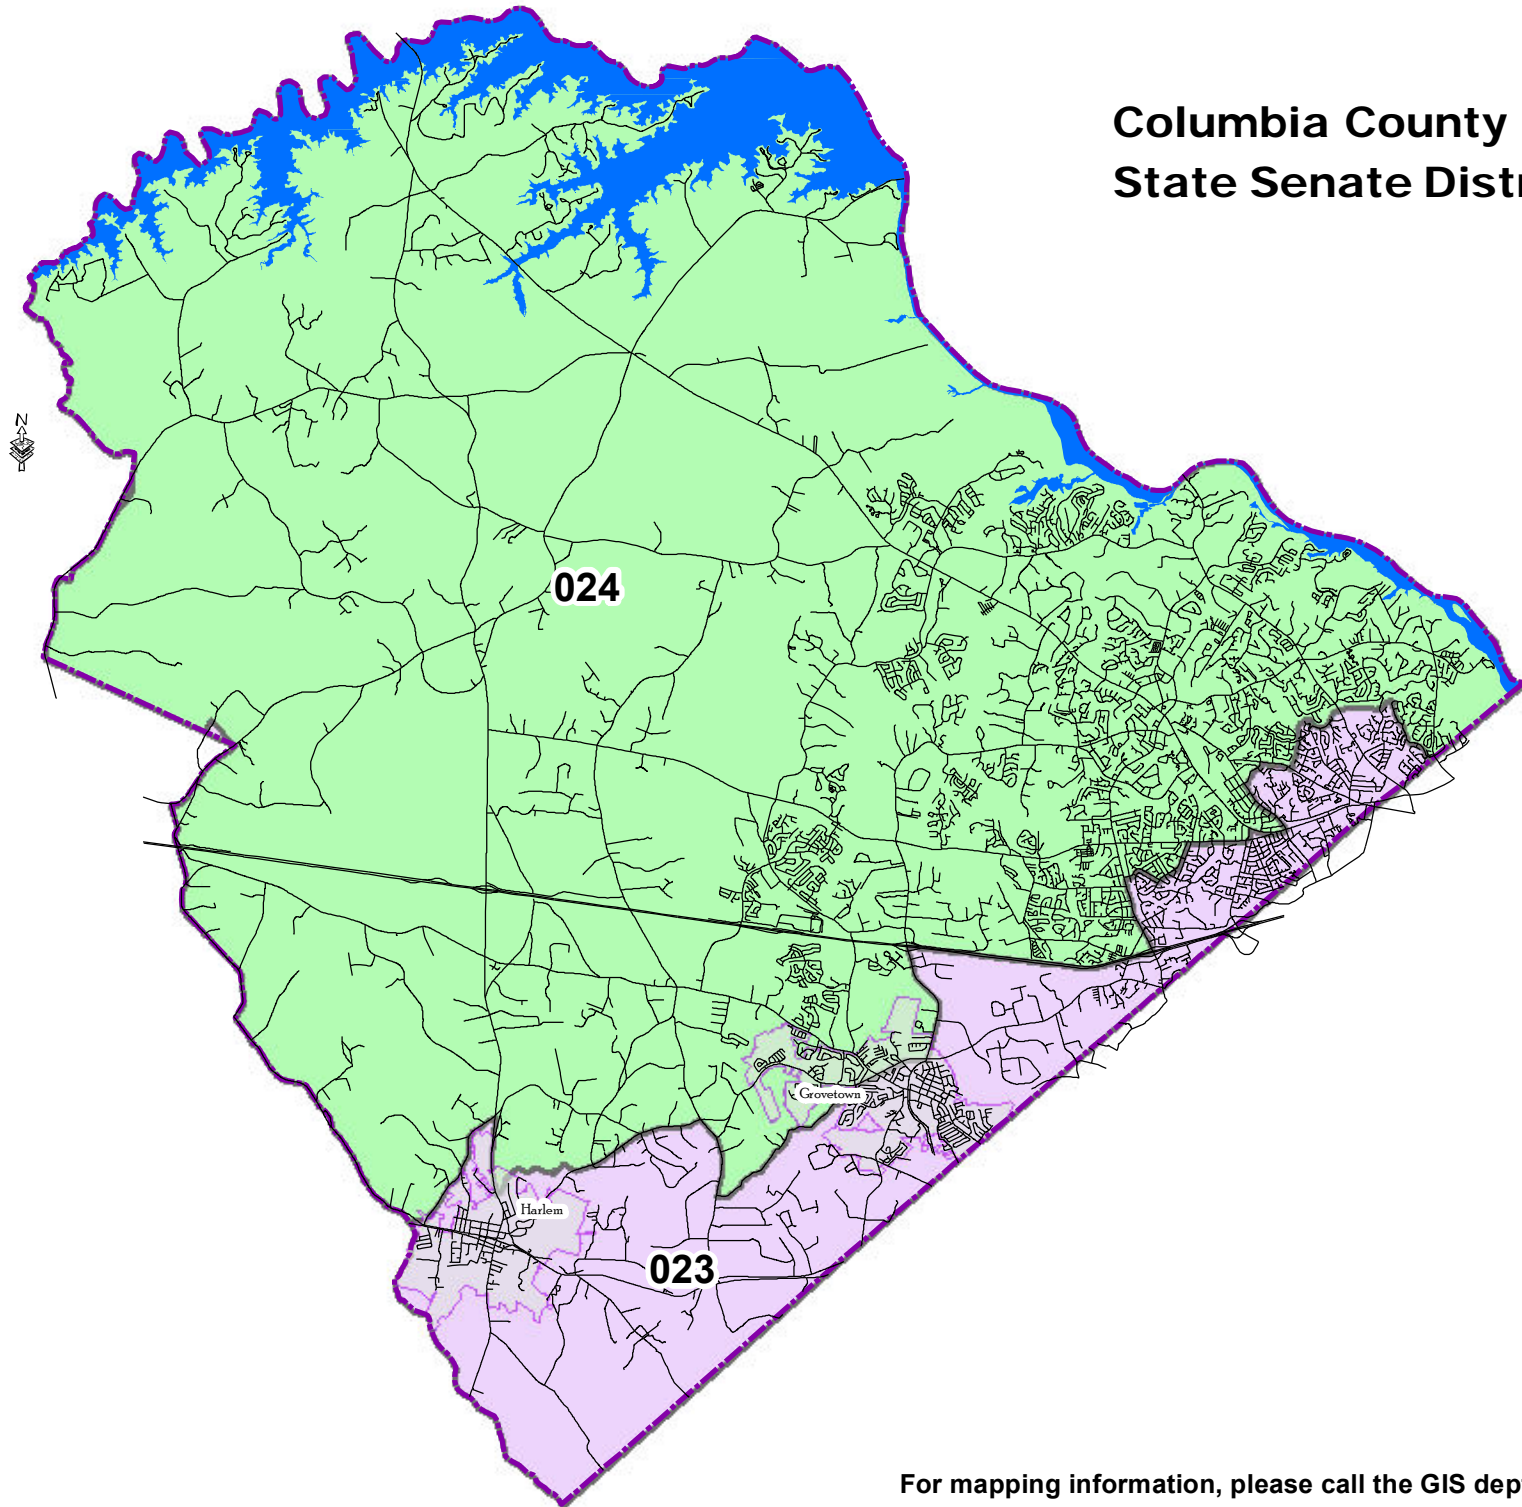 Columbia County
State Senate Distr
N
024
Grovetown
Harlem
023
For mapping information, please call the GIS dep